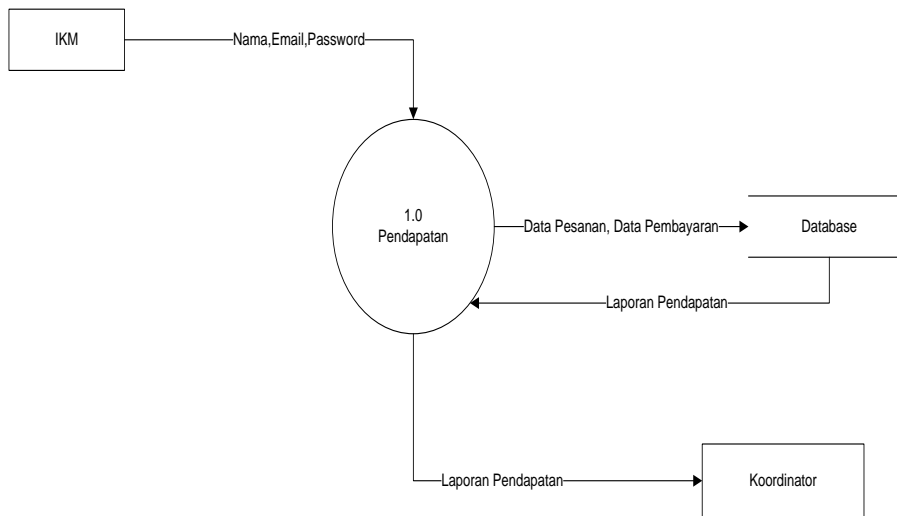 IKM
Nama,Email,Password
1.0
Pendapatan
Data Pesanan, Data Pembayaran
Database
Laporan Pendapatan
Laporan Pendapatan
Koordinator